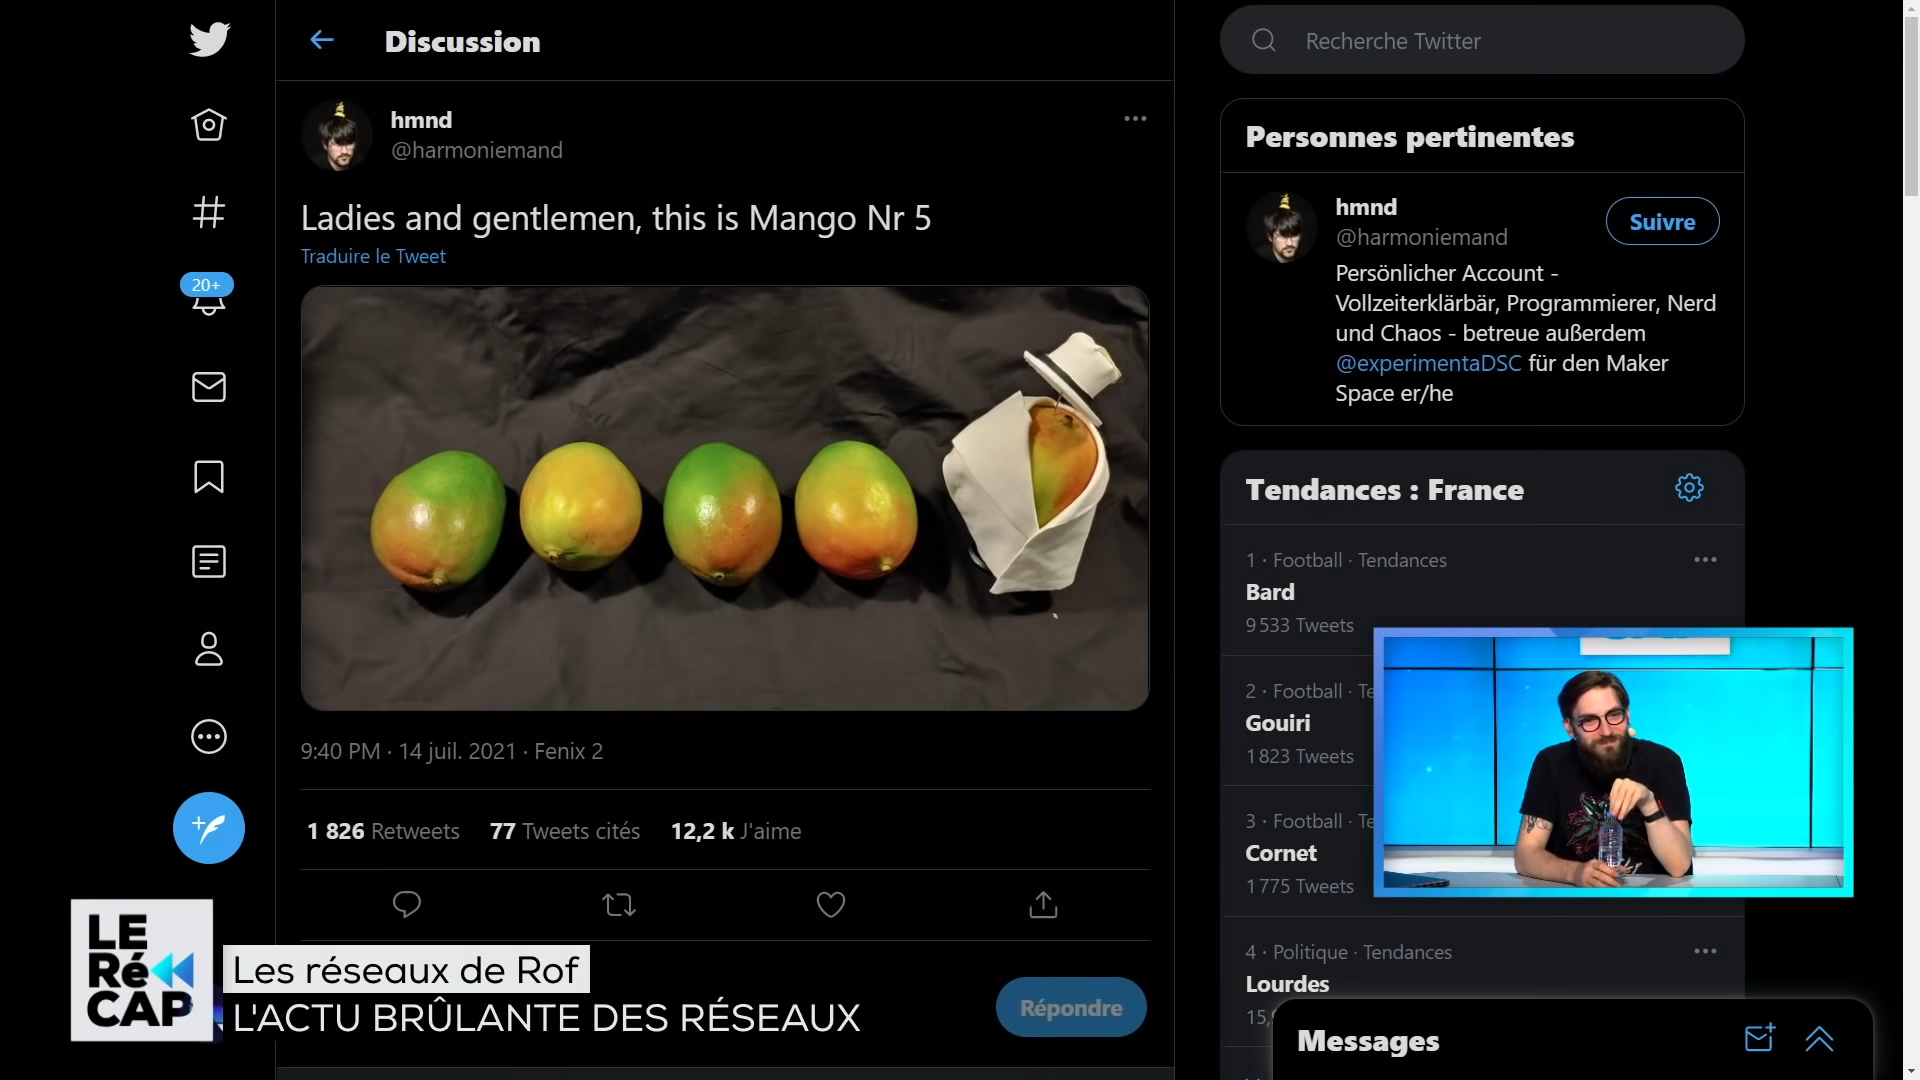 Discussion
Recherche Twitter
hmnd
@harmoniemand
Ladies and gentlemen, this is Mango Nr 5
Traduire le Tweet
20+
9:40 PM · 14 juil. 2021 · Fenix 2
1 826 Retweets 77 Tweets cités 12,2 k J'aime
Répondre
Personnes pertinentes
hmnd
@harmoniemand
Suivre
Persönlicher Account -
Vollzeiterklärbär, Programmierer, Nerd
und Chaos - betreue außerdem
@experimentaDSC für den Maker
Space er/he
Tendances : France
1 · Football · Tendances
Bard
9 533 Tweets
2 · Football · Te
Gouiri
1 823 Tweets
3 · Football · Te
Cornet
1 775 Tweets
4 · Politique · Tendances
Lourdes
15,
Messages
LE
Ré
CAP
Les réseaux de Rof
L'ACTU BRÛLANTE DES RÉSEAUX